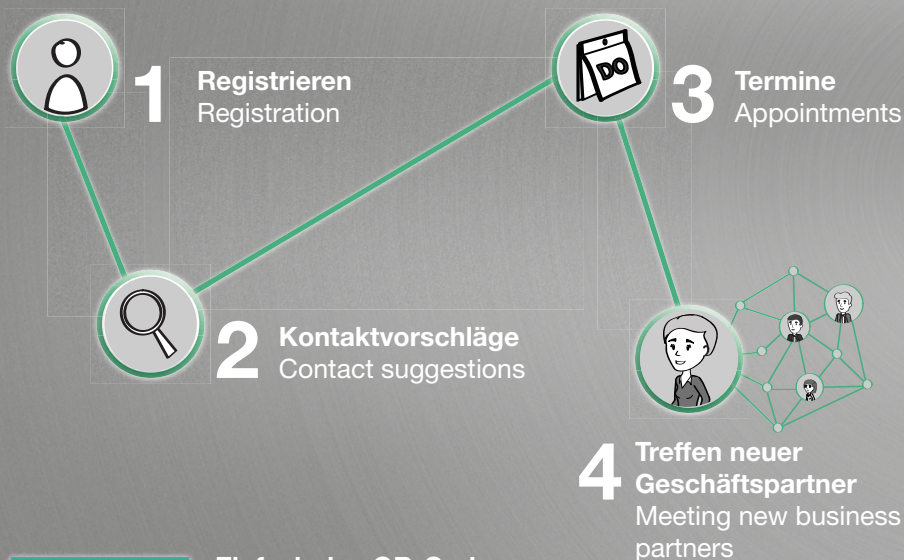 1
Registrieren
Registration
DO
3
Termine
Appointments
2
Kontaktvorschläge
Contact suggestions
4
Treffen neuer
Geschäftspartner
Meeting new business
partners